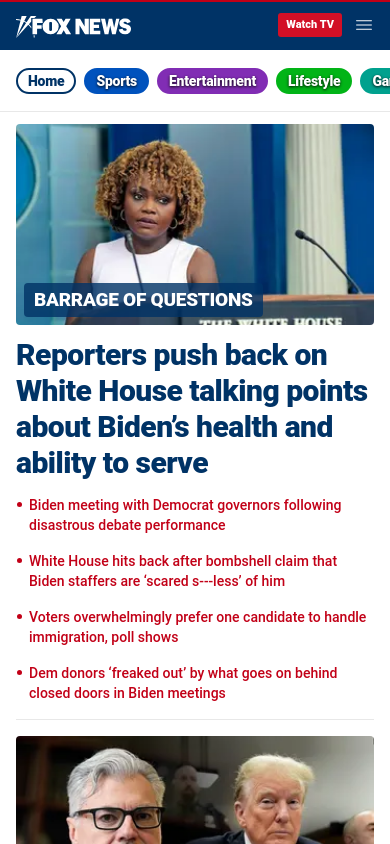 FOX NEWS
Watch TV
Home
Sports
Entertainment
Lifestyle
Ga
BARRAGE OF QUESTIONS
THE WHITE HOUSE
Reporters push back on
White House talking points
about Biden’s health and
ability to serve
• Biden meeting with Democrat governors following
disastrous debate performance
• White House hits back after bombshell claim that
Biden staffers are ‘scared s---less’ of him
• Voters overwhelmingly prefer one candidate to handle
immigration, poll shows
• Dem donors ‘freaked out’ by what goes on behind
closed doors in Biden meetings